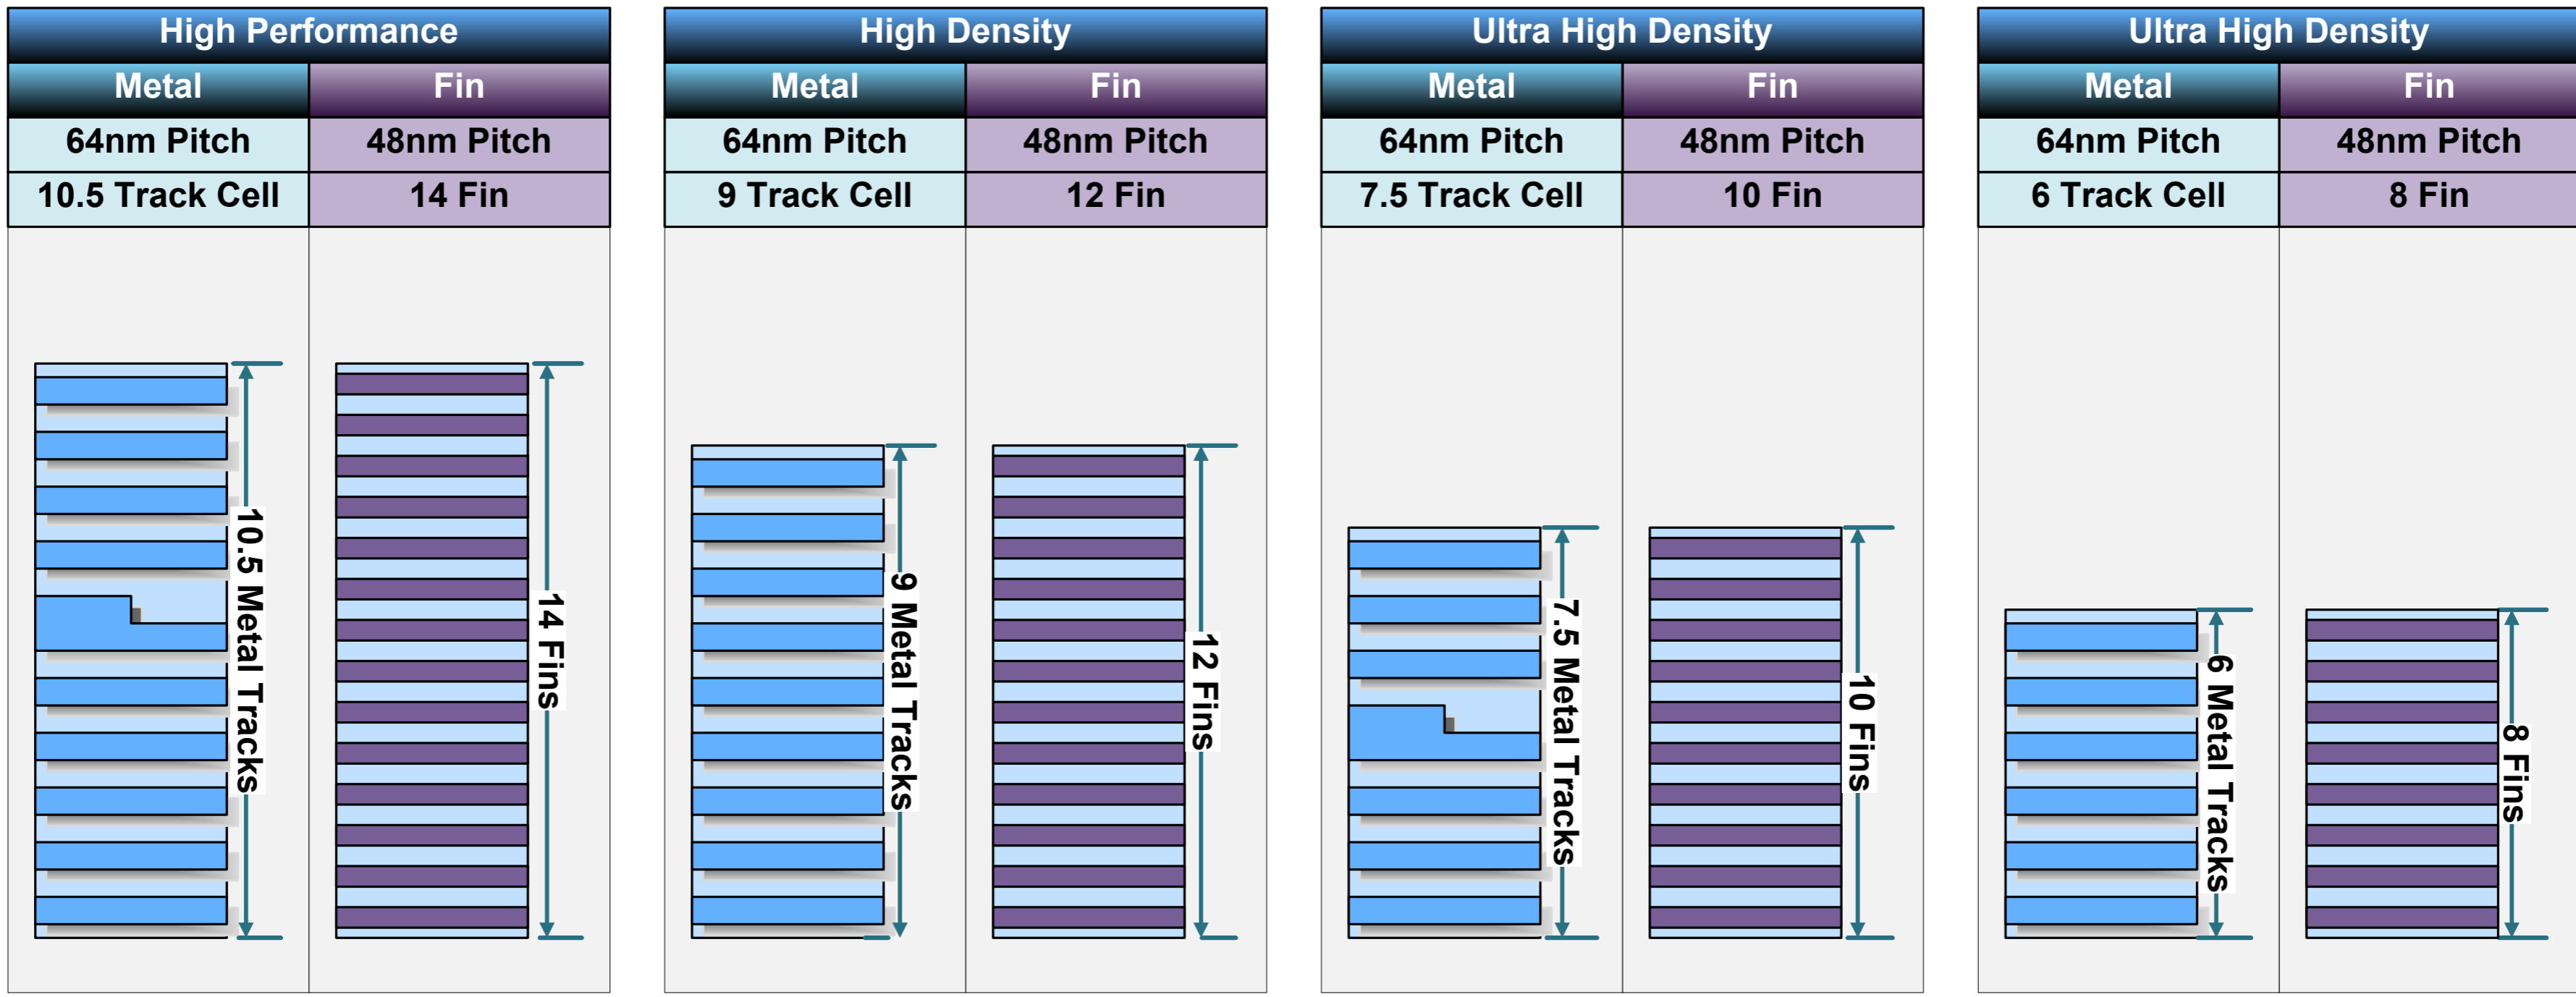 High Performance
Metal Fin
64nm Pitch 48nm Pitch
10.5 Track Cell 14 Fin
10.5 Metal Tracks
14 Fins
High Density
Metal Fin
64nm Pitch 48nm Pitch
9 Track Cell 12 Fin
9 Metal Tracks
12 Fins
Ultra High Density
Metal Fin
64nm Pitch 48nm Pitch
7.5 Track Cell 10 Fin
7.5 Metal Tracks
10 Fins
Ultra High Density
Metal Fin
64nm Pitch 48nm Pitch
6 Track Cell 8 Fin
6 Metal Tracks
8 Fins